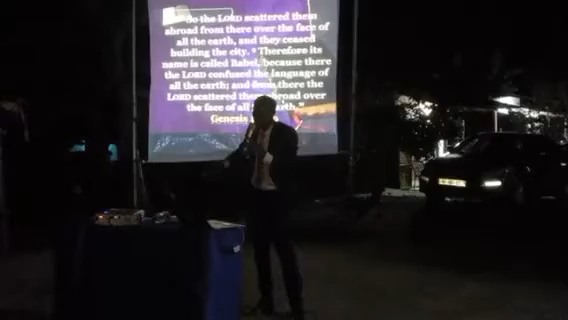 So the LORD scattered them
abroad from there over the face of
all the earth, and they ceased
building the city. ⁹ Therefore its
name is called Babel, because there
the LORD confused the language of
all the earth; and from there the
LORD scattered them abroad over
the face of all earth."
Genesis